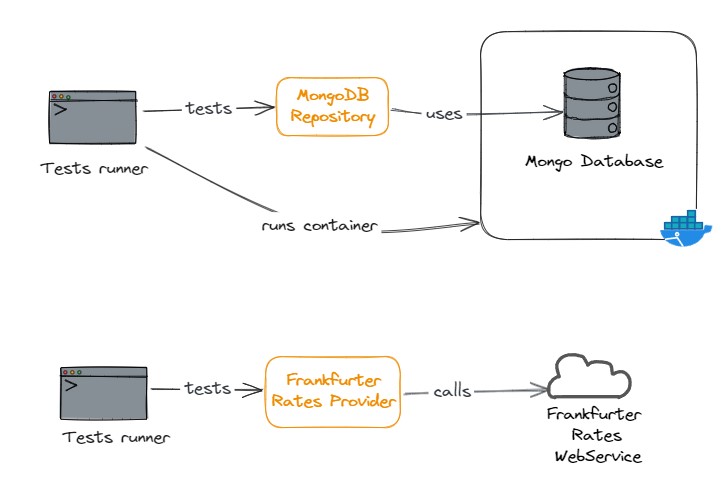 tests
MongoDB
Repository
uses
Tests runner
Mongo Database
runs container
tests
Frankfurter
Rates Provider
calls
Tests runner
Frankfurter
Rates
WebService